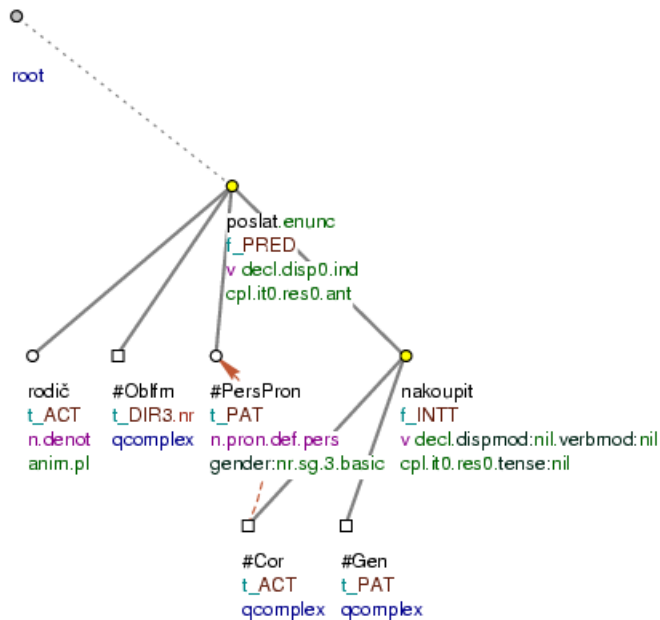 root
poslat.enunc
f_PRED
v decl.disp0.ind
cpl.it0.res0.ant
rodič
t_ACT
n.denot
anim.pl
#Oblfm
t_DIR3.nr
qcomplex
#PersPron
t_PAT
n.pron.def.pers
gender:nr.sg.3.basic
nakoupit
f_INTT
v decl.dispmod:nil.verbmod:nil
cpl.it0.res0.tense:nil
#Cor
t_ACT
qcomplex
#Gen
t_PAT
qcomplex